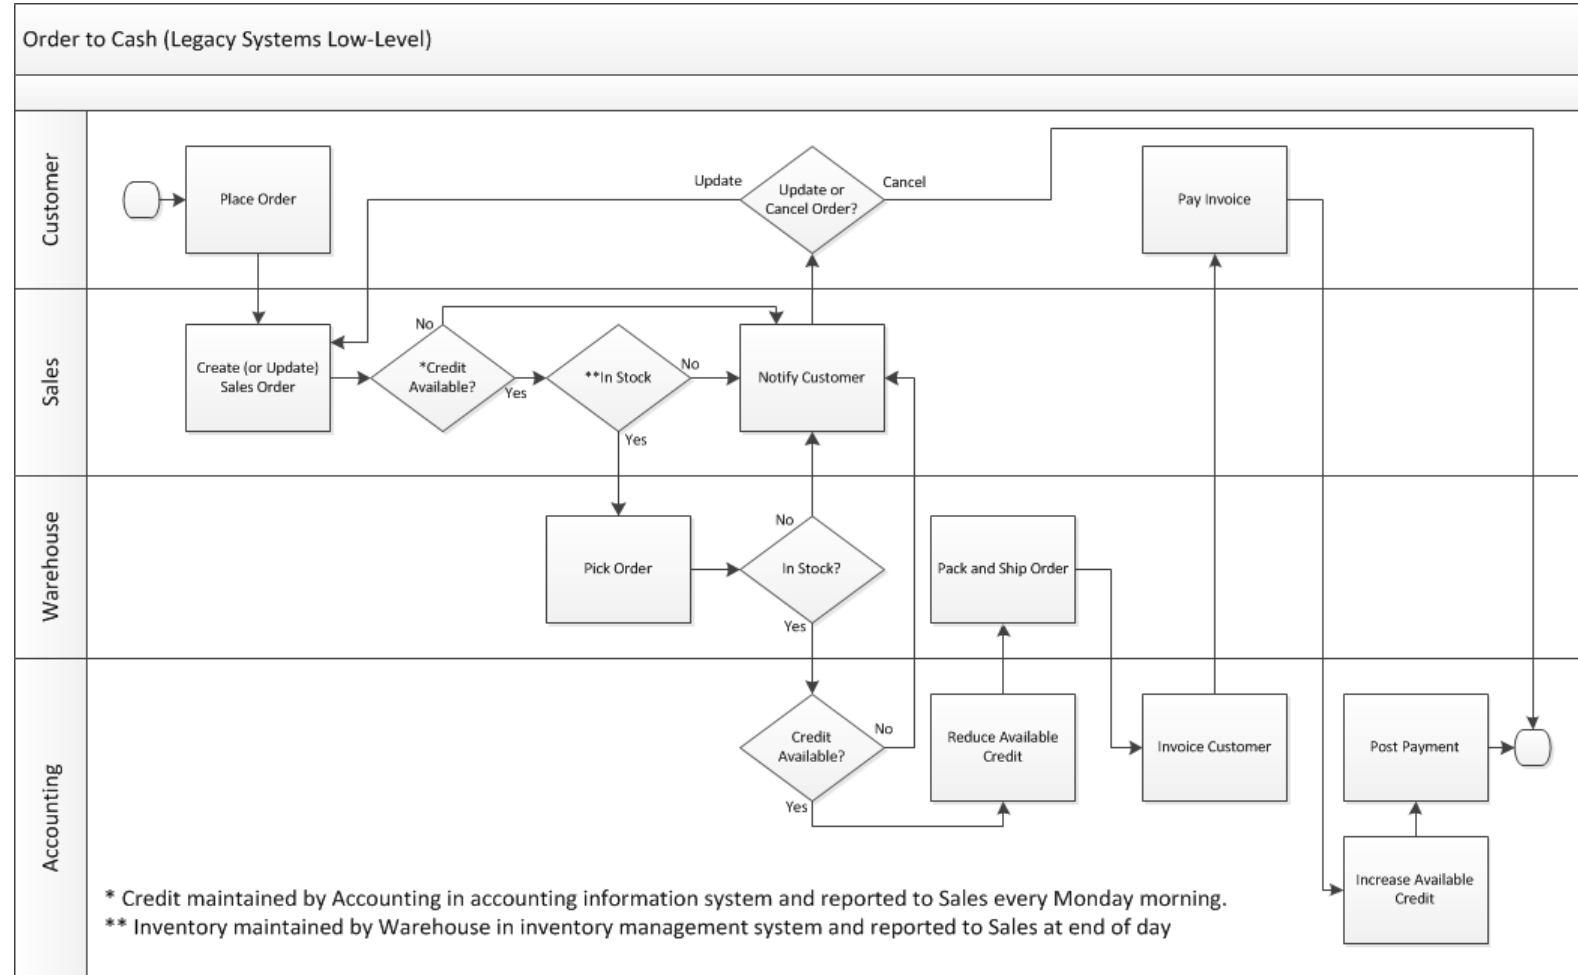 Order to Cash (Legacy Systems Low-Level)
Customer
Place Order
Update
Update or
Cancel Order?
Cancel
Pay Invoice
Sales
Create (or Update)
Sales Order
No
*Credit
Available?
Yes
**In Stock
No
Yes
Notify Customer
Warehouse
Pick Order
No
In Stock?
Yes
Pack and Ship Order
Accounting
Credit
Available?
No
Yes
Reduce Available
Credit
Invoice Customer
Post Payment
Increase Available
Credit
* Credit maintained by Accounting in accounting information system and reported to Sales every Monday morning.
** Inventory maintained by Warehouse in inventory management system and reported to Sales at end of day